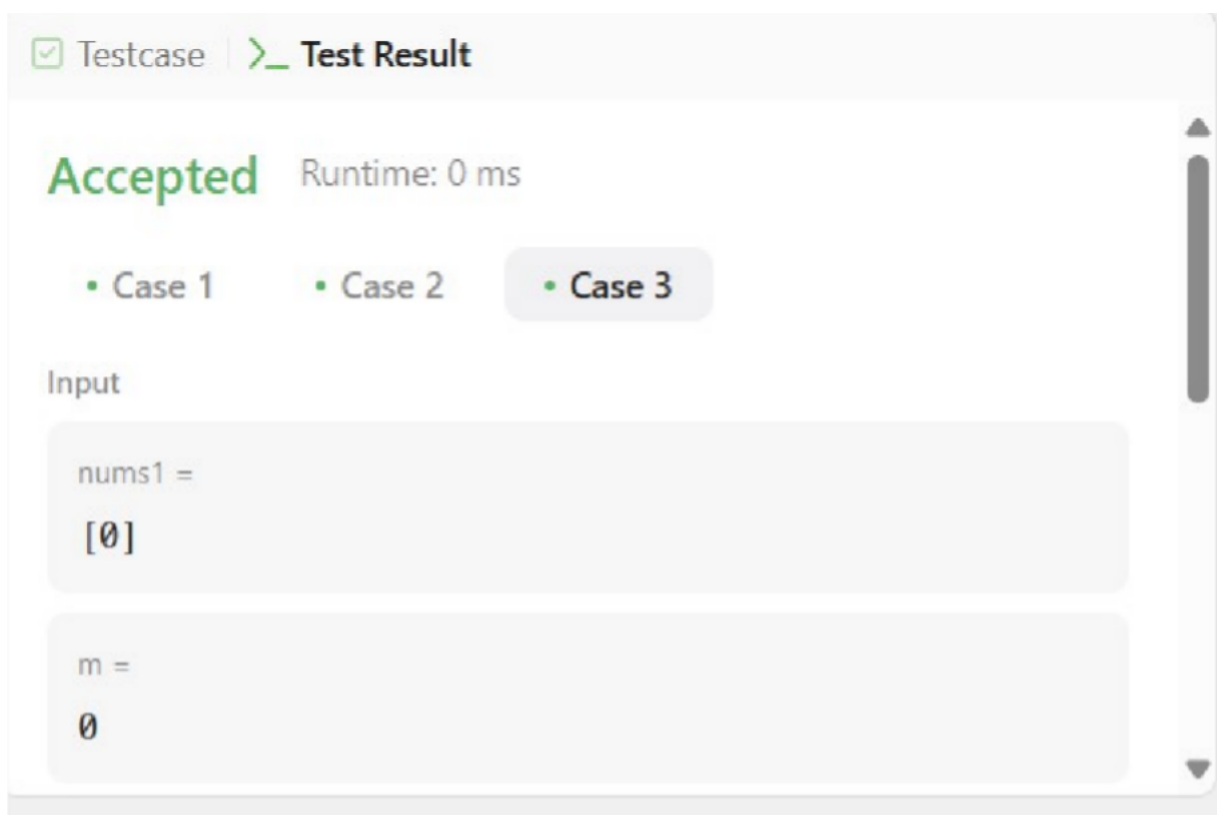 Testcase >_ Test Result
Accepted Runtime: 0 ms
• Case 1 • Case 2 • Case 3
Input
nums1 =
[0]
m =
0